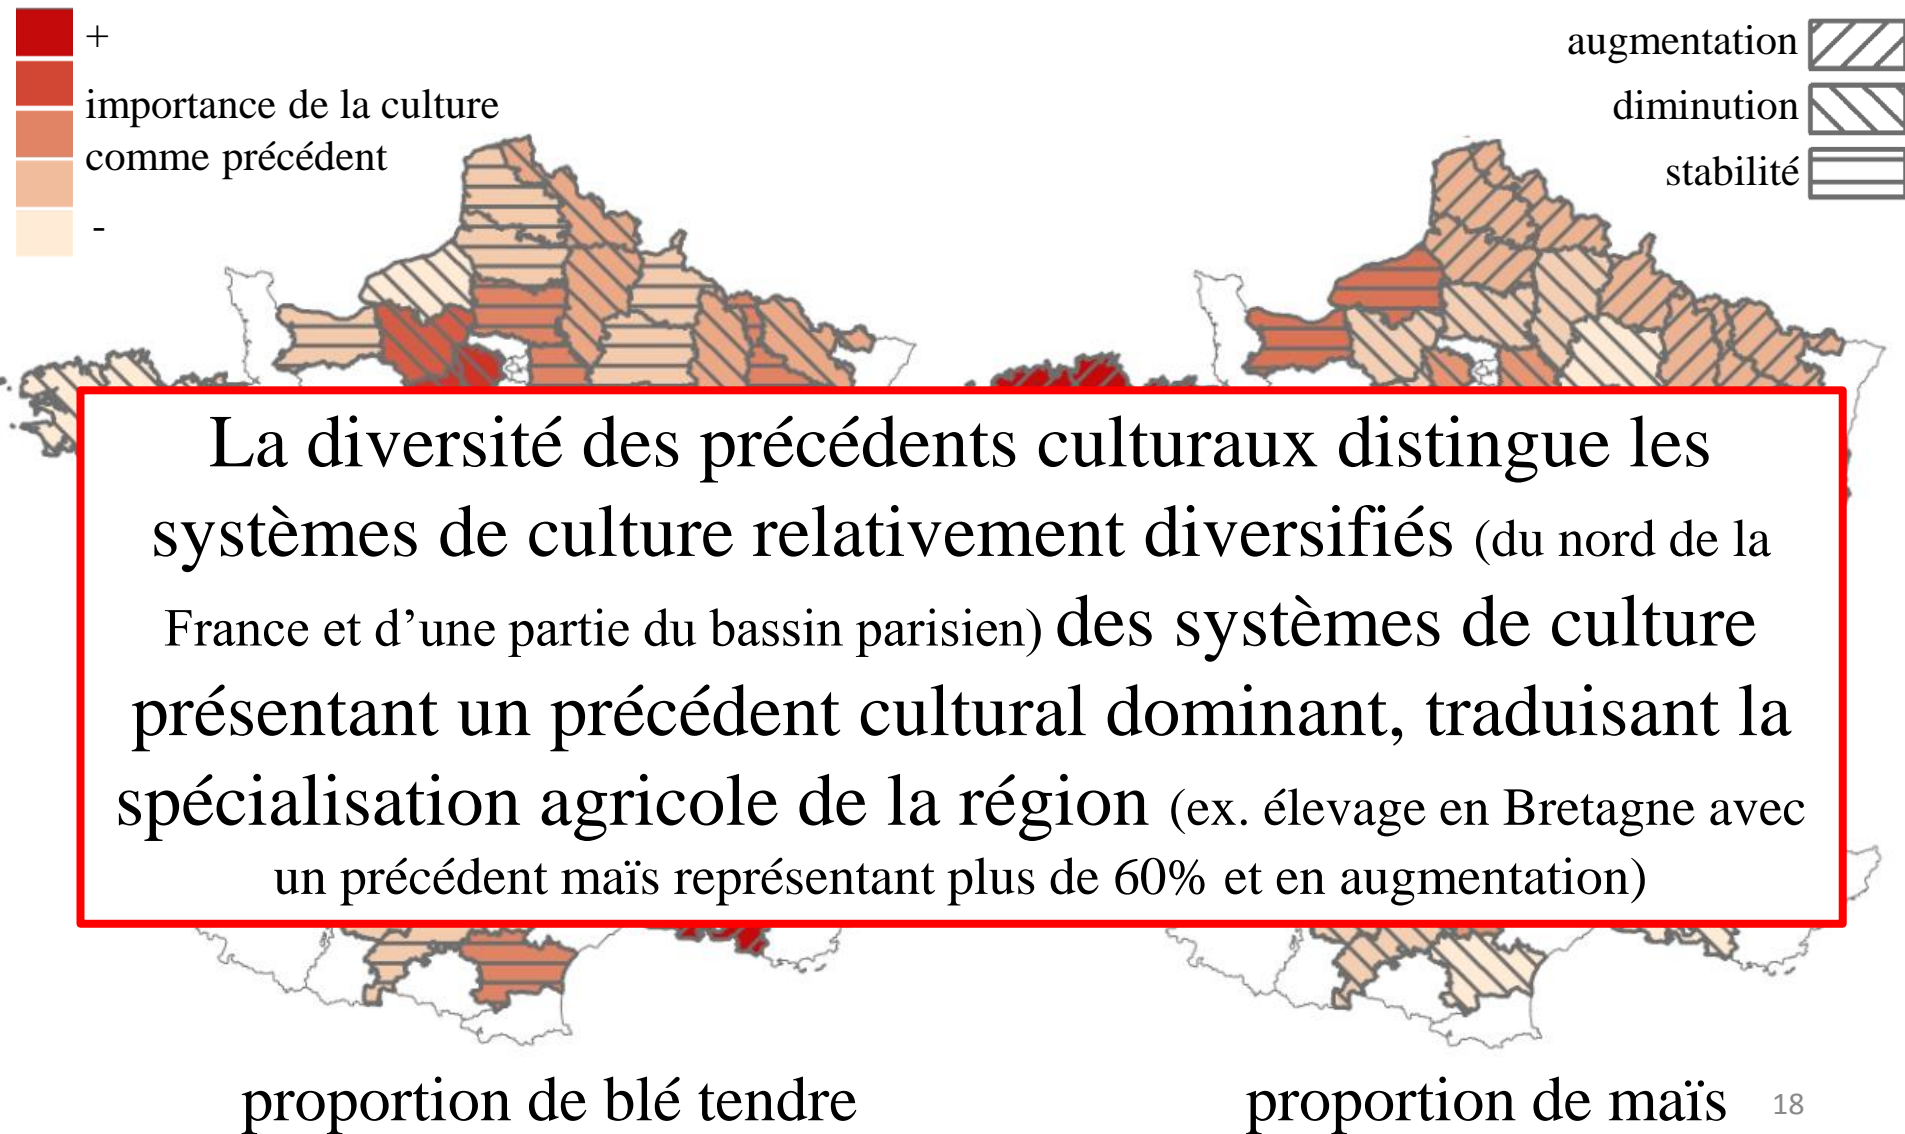 +
importance de la culture
comme précédent
-
augmentation
diminution
stabilité
La diversité des précédents culturaux distingue les
systèmes de culture relativement diversifiés (du nord de la
France et d’une partie du bassin parisien) des systèmes de culture
présentant un précédent cultural dominant, traduisant la
spécialisation agricole de la région (ex. élevage en Bretagne avec
un précédent maïs représentant plus de 60% et en augmentation)
proportion de blé tendre
proportion de maïs
18